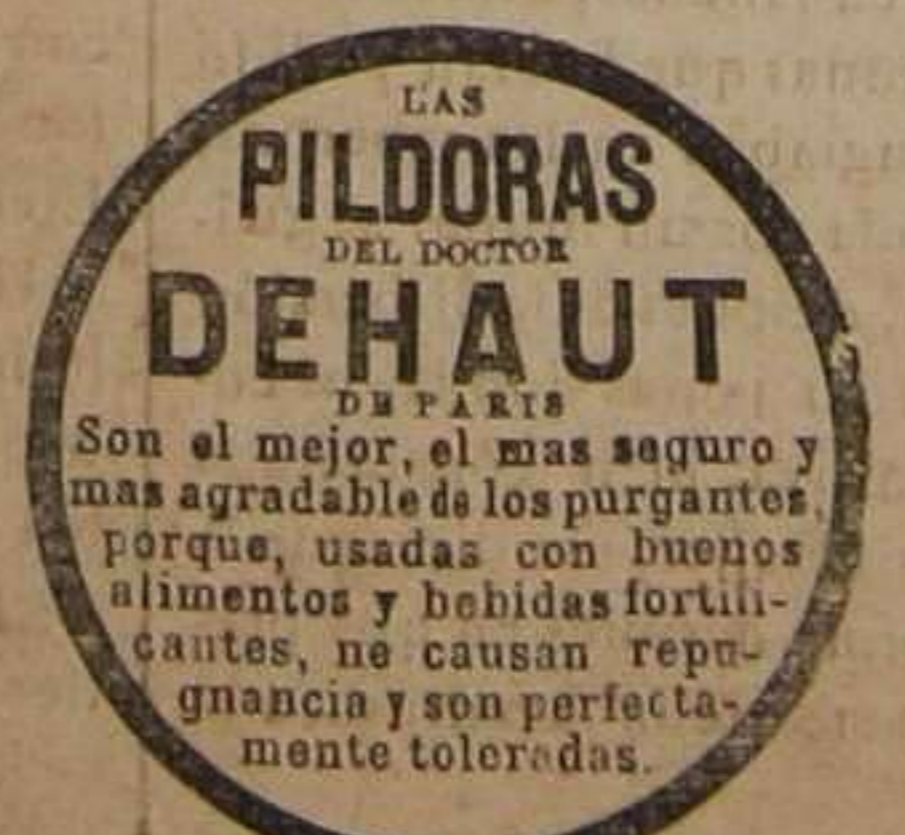 LAS
PILDORAS
DEL DOCTOR
DEHAUT
DE PARIS
Son el mejor, el mas seguro y
mas agradable de los purgantes,
porque, usadas con buenos
alimentos y bebidas fortifi-
cantes, ne causan repu-
gnancia y son perfecta-
mente toleradas.